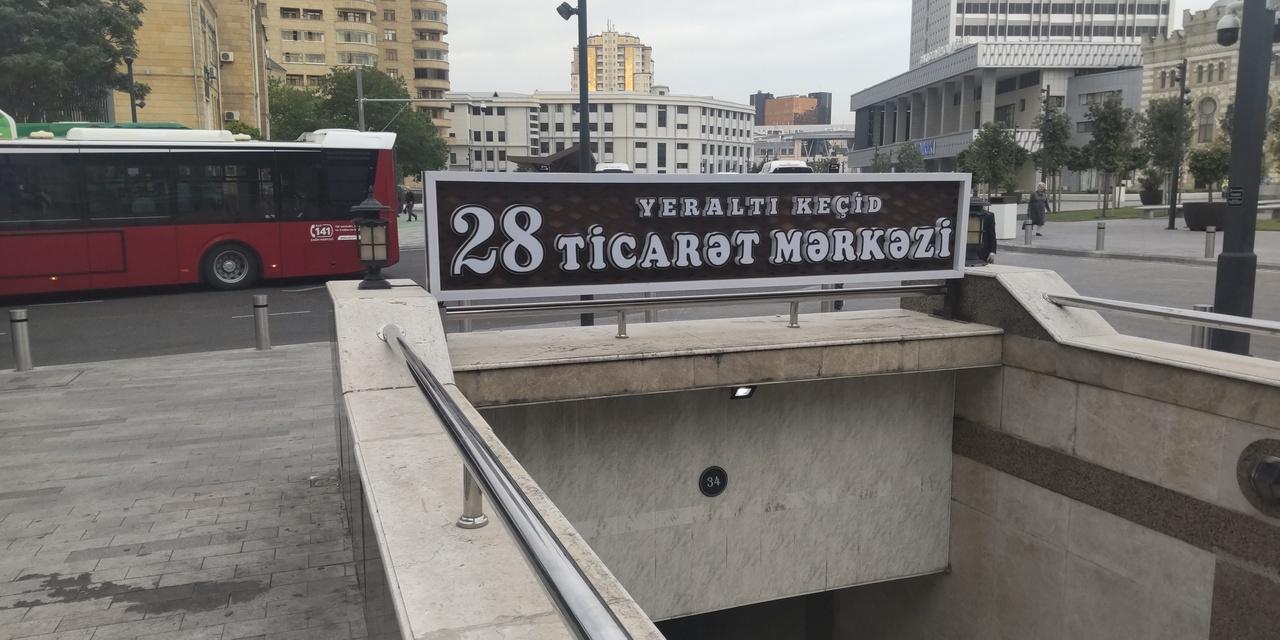 YERALTI KEÇİD
28 TİCARƏT MƏRKƏZİ
141
34